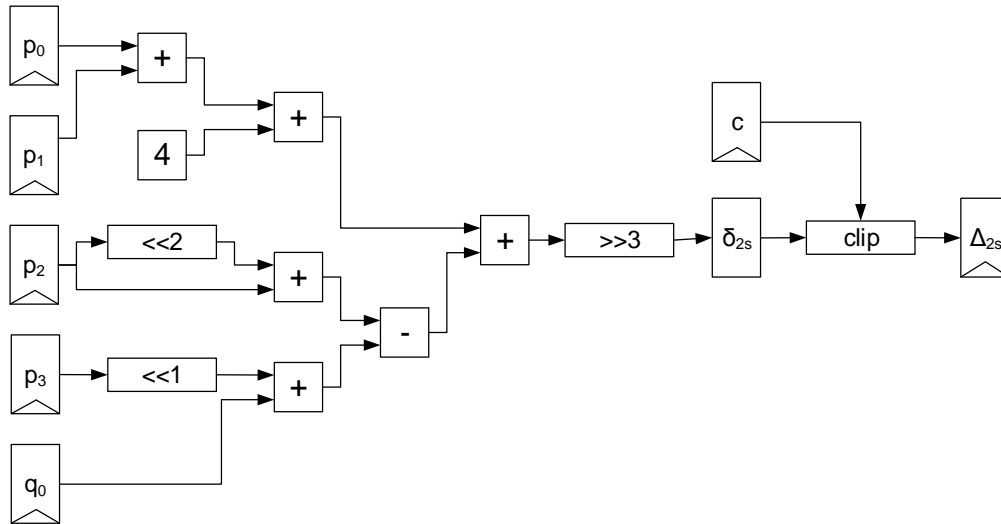 p₀
+
+
p₁
4
c
<<2
p₂
+
+
>>3
δ₂ₛ
clip
Δ₂ₛ
-
p₃
<<1
+
q₀